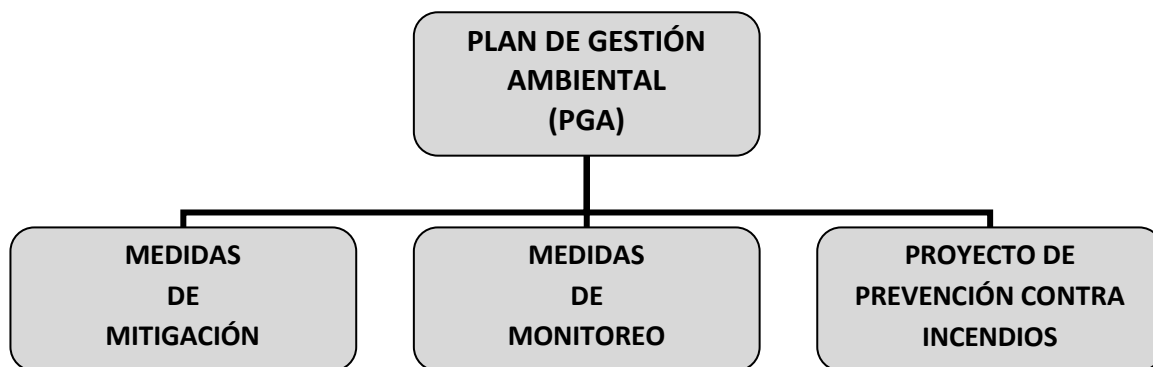 PLAN DE GESTIÓN
AMBIENTAL
(PGA)
MEDIDAS
DE
MITIGACIÓN
MEDIDAS
DE
MONITOREO
PROYECTO DE
PREVENCIÓN CONTRA
INCENDIOS